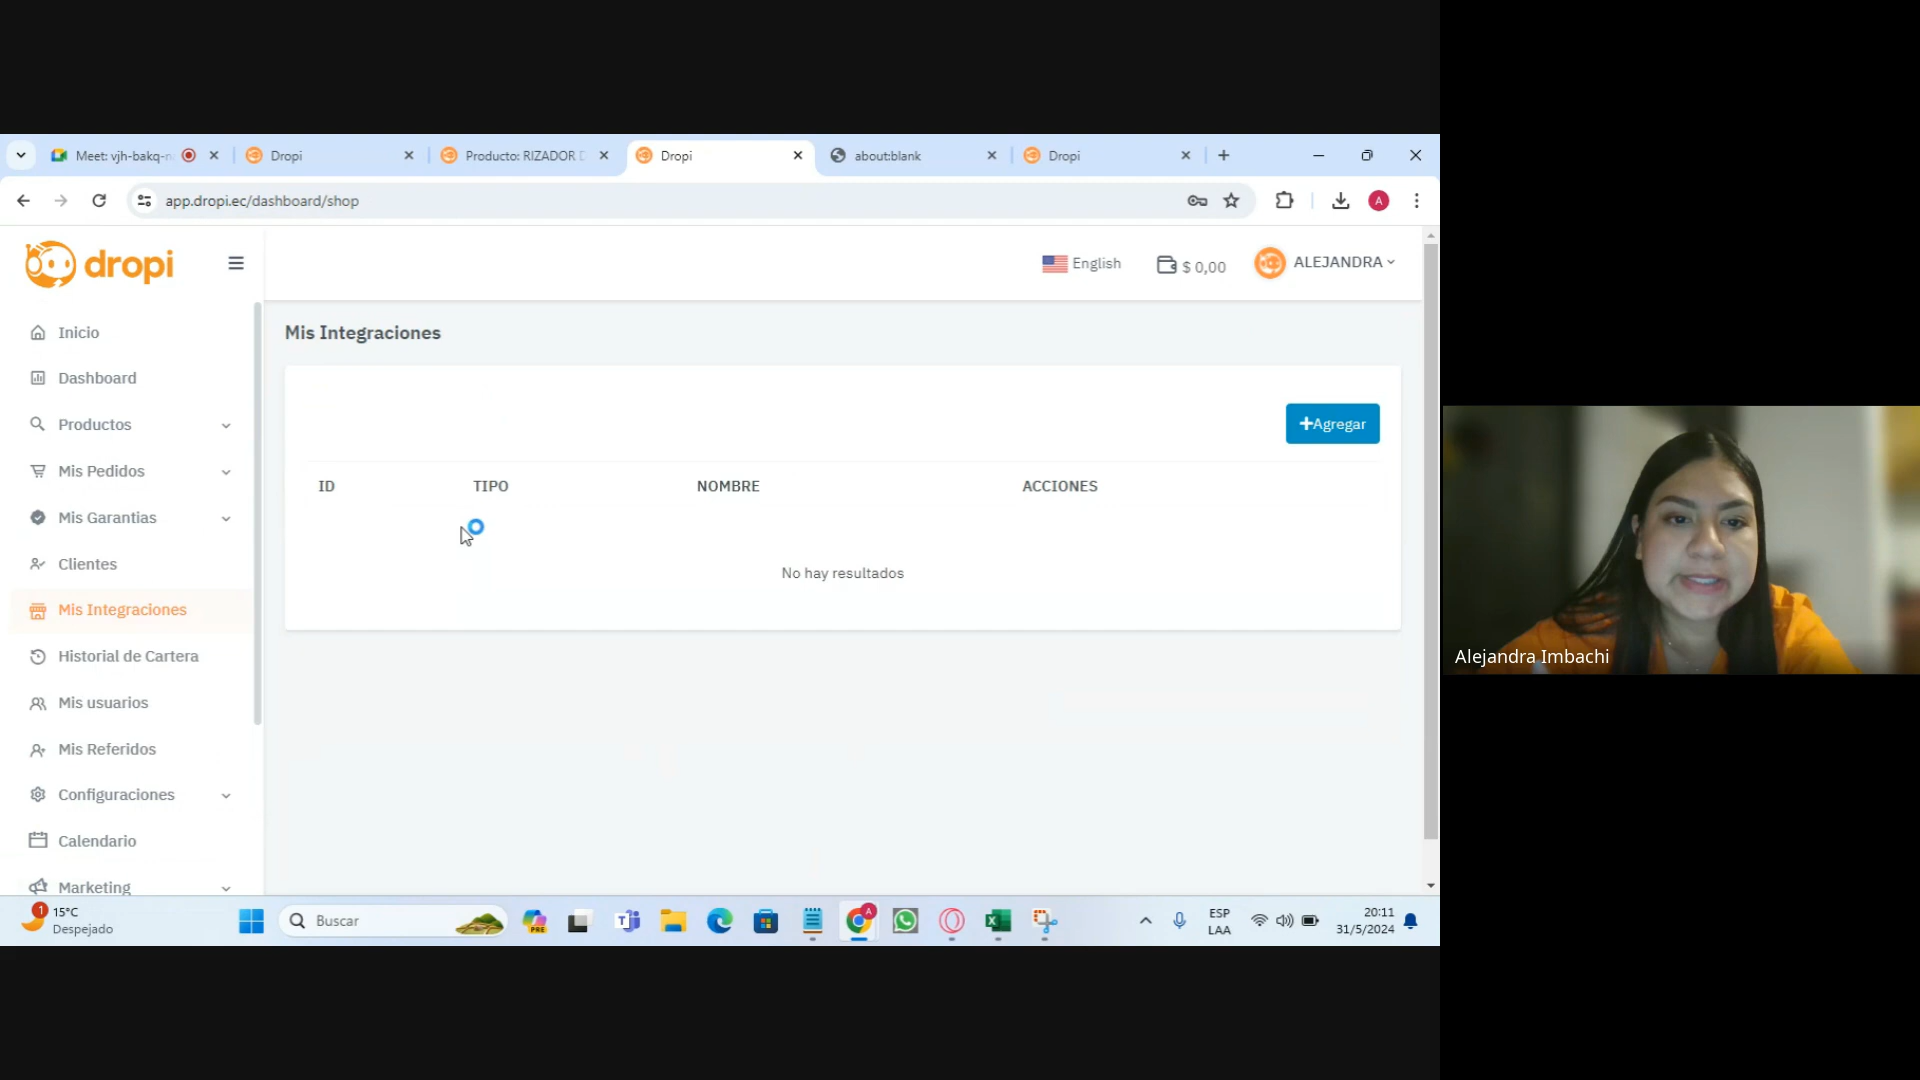 Meet: vjh-bakq-n
Dropi
Producto: RIZADOR D
Dropi
about:blank
Dropi
app.dropi.ec/dashboard/shop
A
dropi
English
$ 0,00
ALEJANDRA
Inicio
Dashboard
Productos
Mis Pedidos
Mis Garantias
Clientes
Mis Integraciones
Historial de Cartera
Mis usuarios
Mis Referidos
Configuraciones
Calendario
Marketing
Mis Integraciones
+Agregar
ID TIPO NOMBRE ACCIONES
No hay resultados
Alejandra Imbachi
1
15°C
Despejado
Buscar
PRE
A
ESP
LAA
20:11
31/5/2024